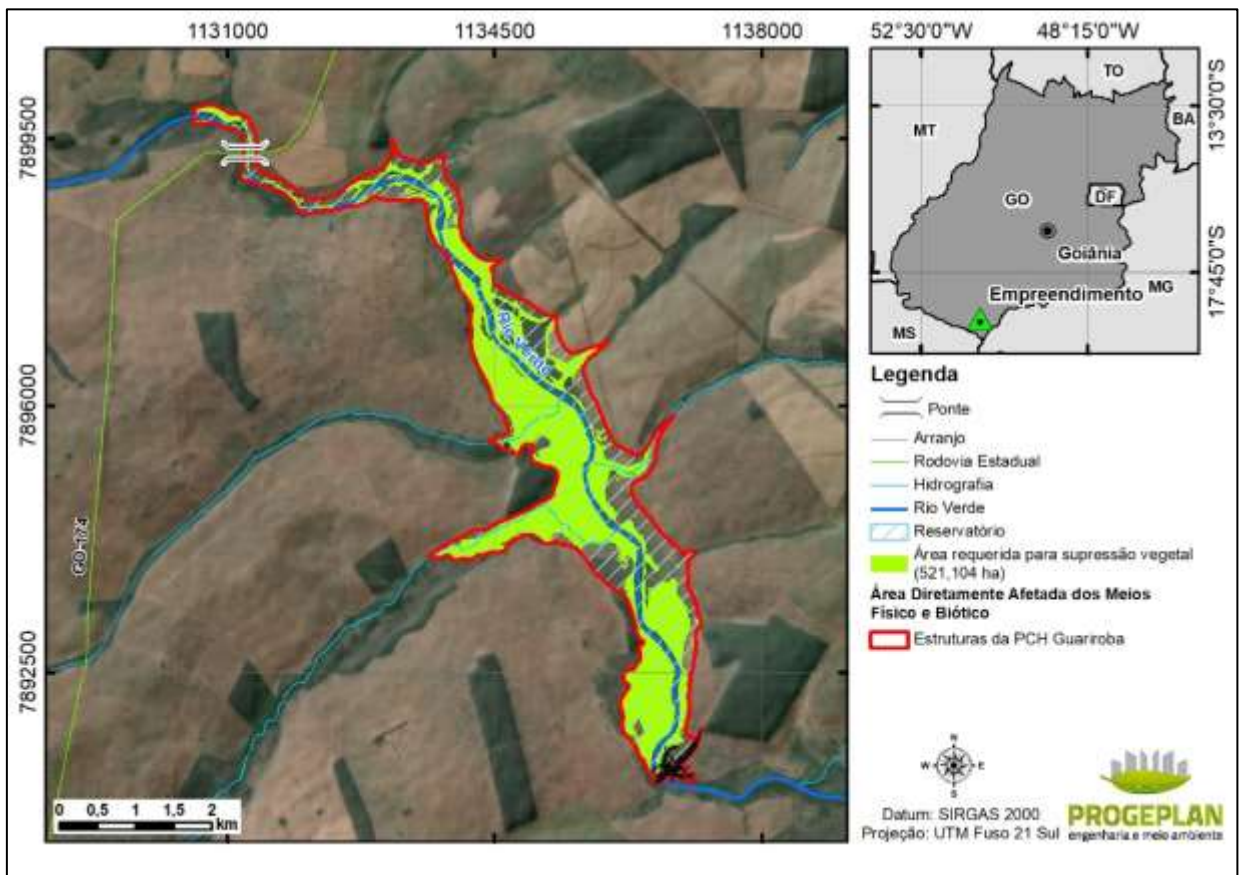 1131000
1134500
1138000
7899500
7896000
7892500
GO-174
Rio Verde
0 0,5 1 1,5 2
km
52°30'0"W
48°15'0"W
13°30'0"S
17°45'0"S
TO
BA
MT
DF
GO
Goiânia
Empreendimento
MG
MS
Legenda
Ponte
Arranjo
Rodovia Estadual
Hidrografia
Rio Verde
Reservatório
Área requerida para supressão vegetal
(521,104 ha)
Área Diretamente Afetada dos Meios
Físico e Biótico
Estruturas da PCH Guariroba
N
W
E
S
Datum: SIRGAS 2000
Projeção: UTM Fuso 21 Sul
PROGEPLAN
engenharia e meio ambiente